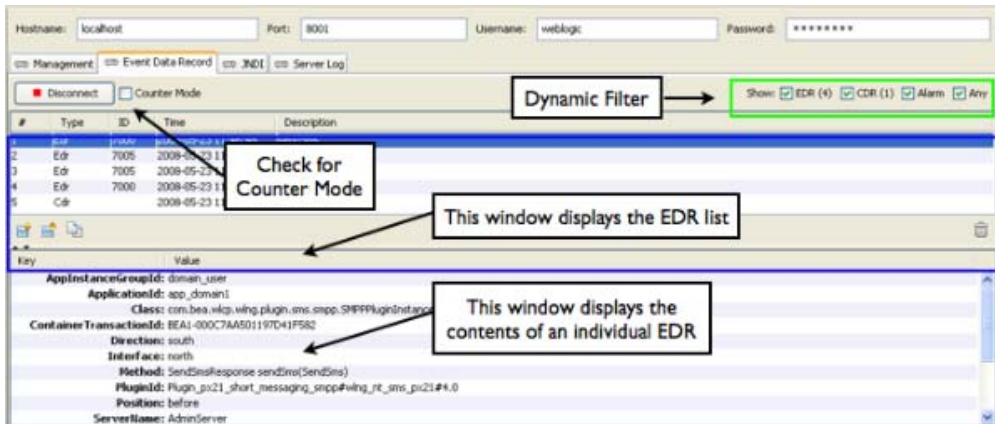 Hostname: localhost Port: 8001 Username: weblogic Password: ********
Management Event Data Record JNDI Server Log
Disconnect Counter Mode Dynamic Filter Show: EDR (4) CDR (1) Alarm Any
# Type ID Time Description
1 Edr 7000
2 Edr 7005 2008-05-23 11
3 Edr 7005 2008-05-23 11
4 Edr 7000 2008-05-23 11
5 Cdr 2008-05-23 11
Check for
Counter Mode
This window displays the EDR list
Key Value
AppInstanceGroupId: domain_user
ApplicationId: app_domain1
Class: com.bea.wlcp.wlng.plugin.sms.smpp.SMPPPluginInstance
ContainerTransactionId: BEA1-000C7AA501197D41F582
Direction: south
Interface: north
Method: SendSmsResponse sendSms(SendSms)
PluginId: Plugin_px21_short_messaging_smpp#wlng_nt_sms_px21#4.0
Position: before
ServerName: AdminServer
This window displays the
contents of an individual EDR